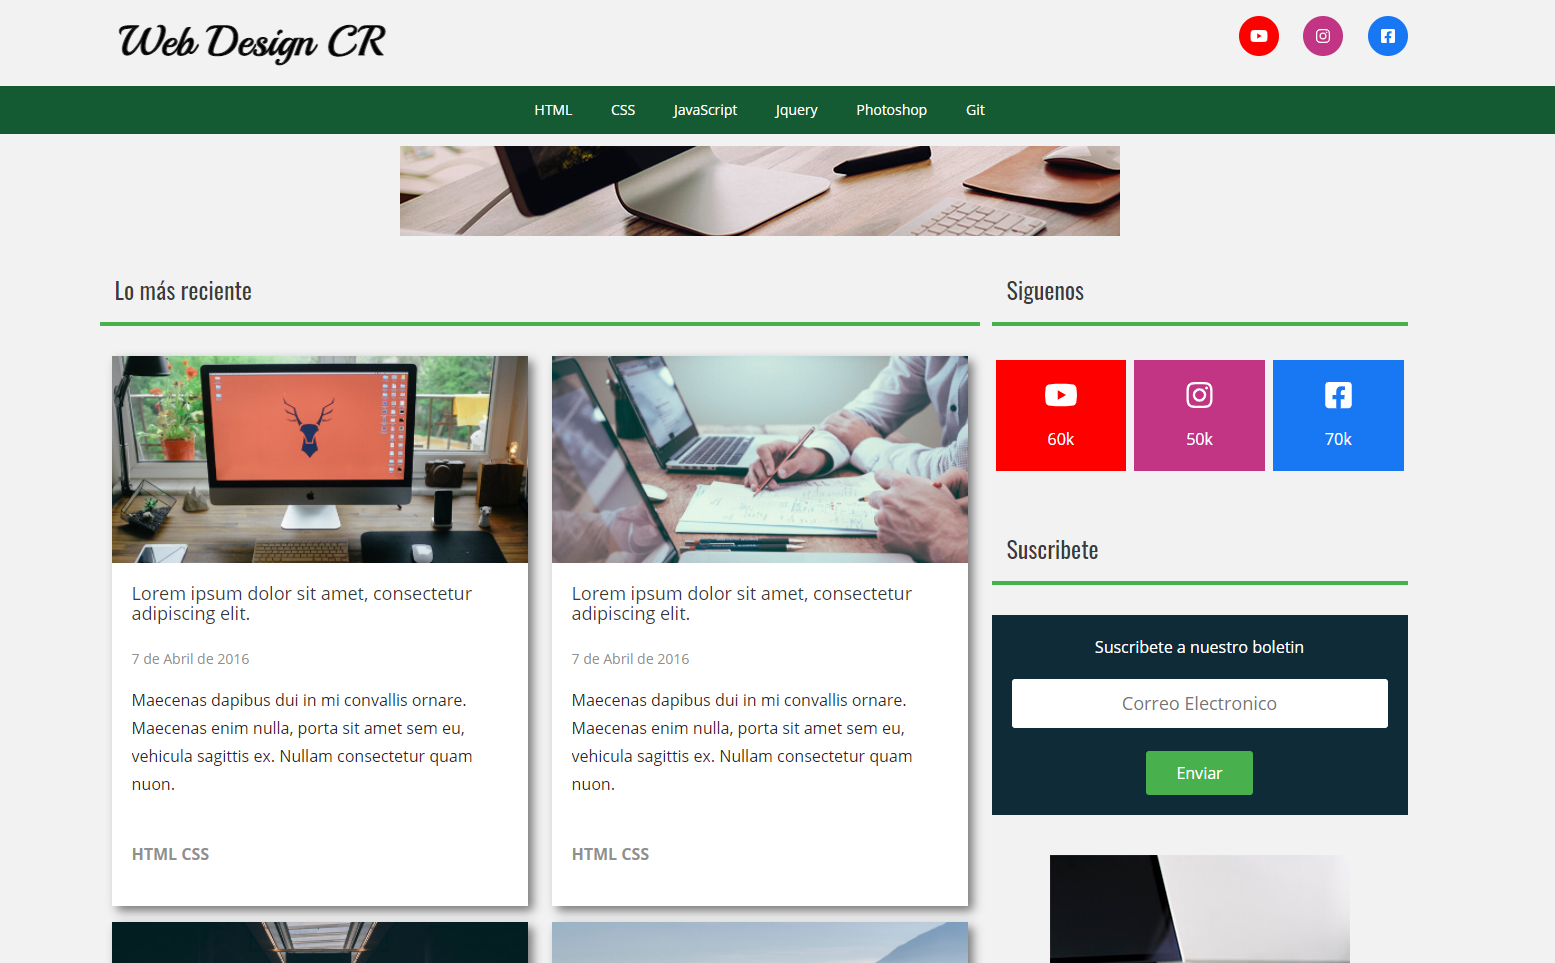 Web Design CR
HTML CSS JavaScript Jquery Photoshop Git
Lo más reciente
Lorem ipsum dolor sit amet, consectetur
adipiscing elit.
7 de Abril de 2016
Maecenas dapibus dui in mi convallis ornare.
Maecenas enim nulla, porta sit amet sem eu,
vehicula sagittis ex. Nullam consectetur quam
nuon.
HTML CSS
Lorem ipsum dolor sit amet, consectetur
adipiscing elit.
7 de Abril de 2016
Maecenas dapibus dui in mi convallis ornare.
Maecenas enim nulla, porta sit amet sem eu,
vehicula sagittis ex. Nullam consectetur quam
nuon.
HTML CSS
Siguenos
60k
50k
70k
Suscribete
Suscribete a nuestro boletin
Correo Electronico
Enviar